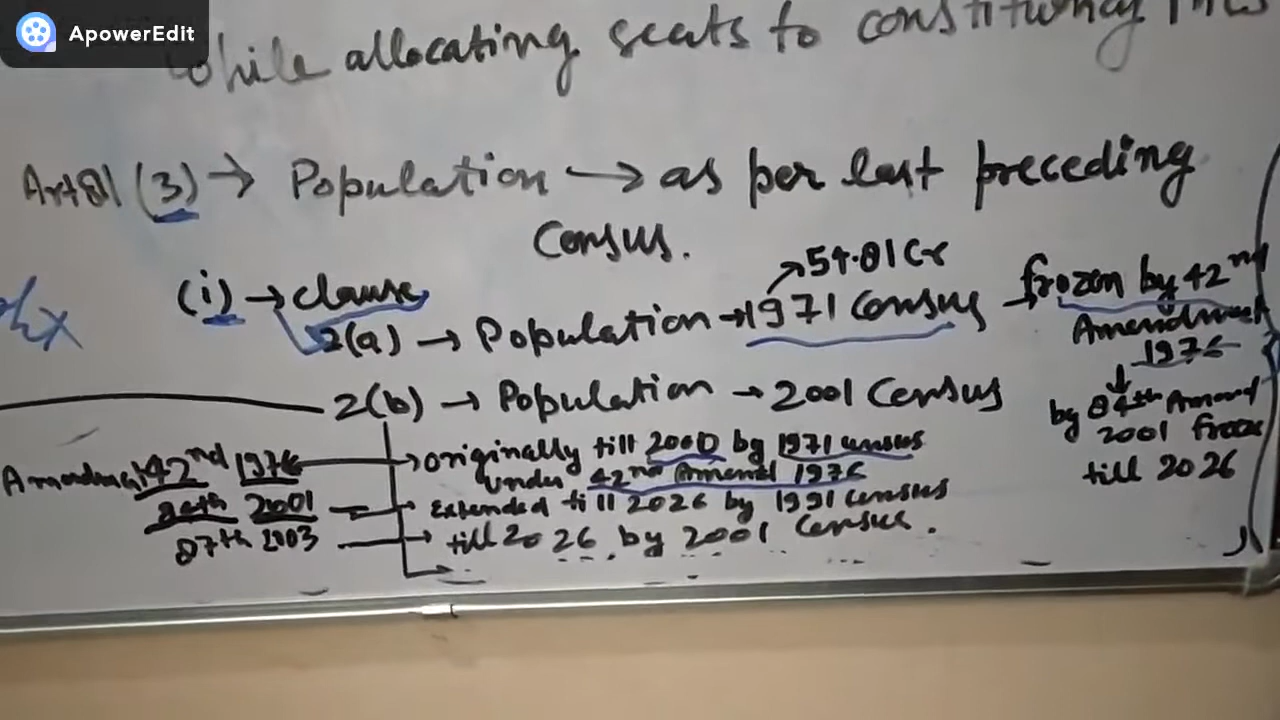 ApowerEdit
While allocating seats to constituency
Art 81 (3) → Population → as per last preceding
Census.
(i) → clause
2(a) → Population → 1971 Census → frozen by 42nd
Amendment
1976
↓
by 84th Amend
2001 Froze
till 2026
54.81 Cr
2(b) → Population → 2001 Census
Amendment 42nd 1976 → originally till 2000 by 1971 census
under 42nd Amend 1976
84th 2001 → Extended till 2026 by 1991 Census
87th 2003 → till 2026 by 2001 Census.